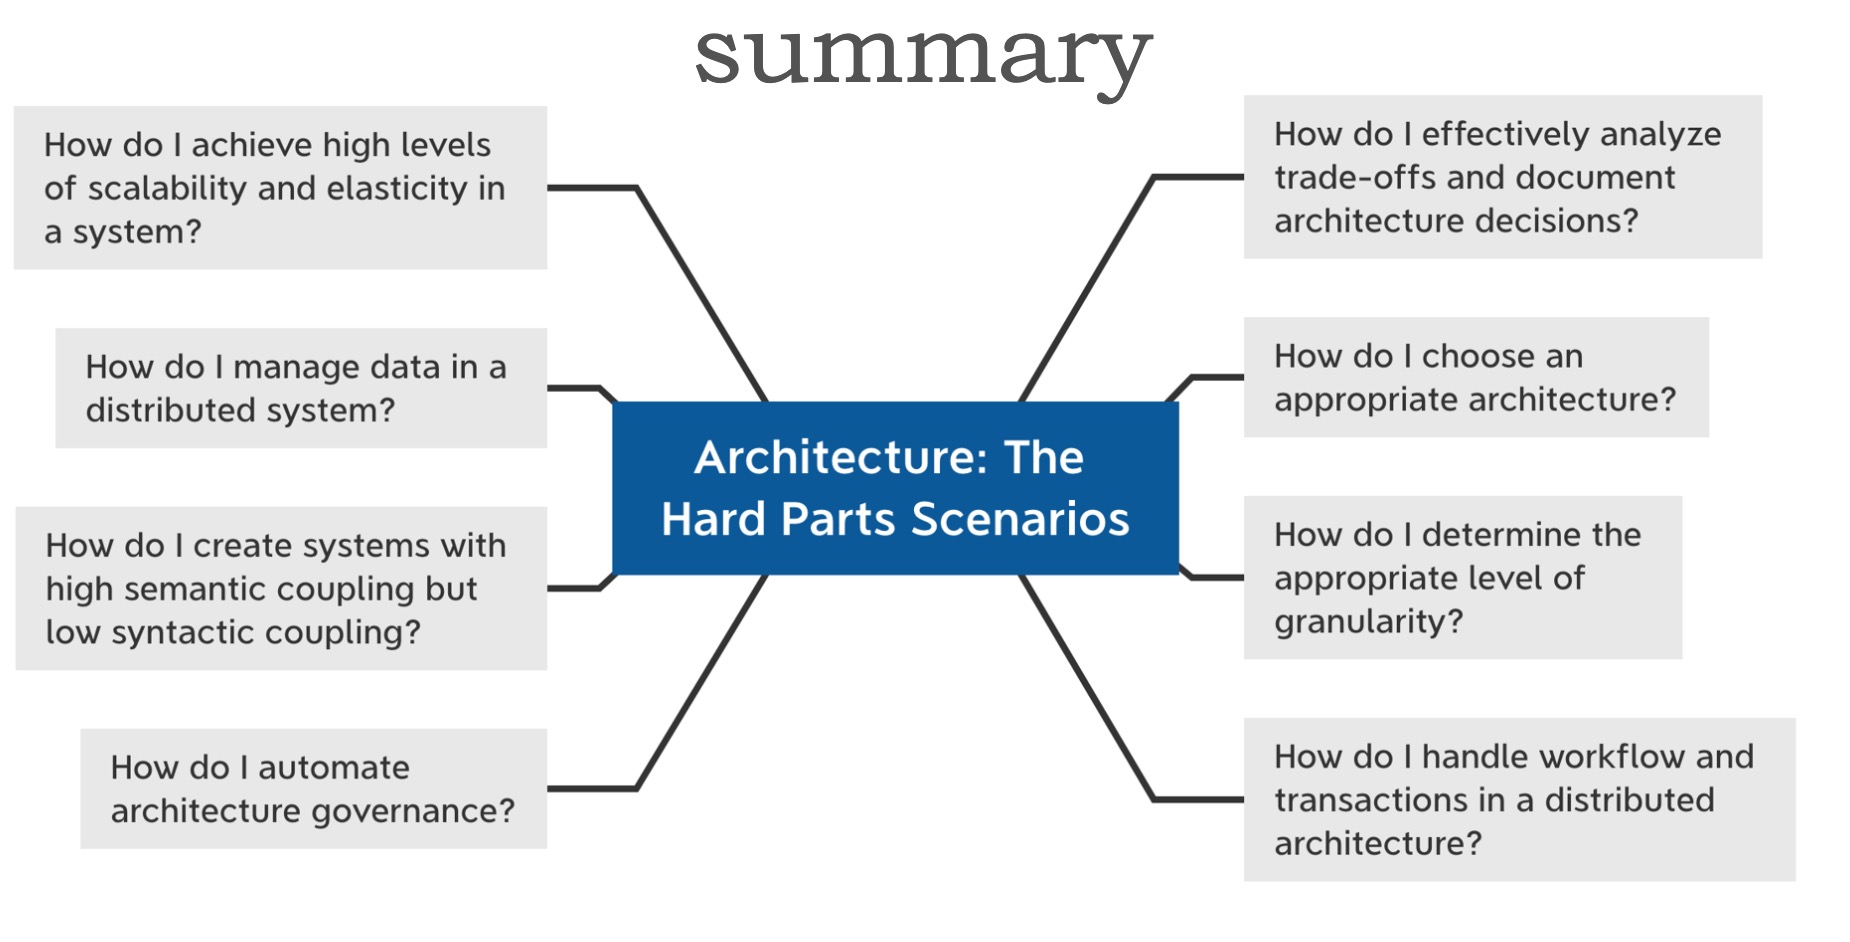 summary
How do I achieve high levels
of scalability and elasticity in
a system?
How do I manage data in a
distributed system?
How do I create systems with
high semantic coupling but
low syntactic coupling?
How do I automate
architecture governance?
Architecture: The
Hard Parts Scenarios
How do I effectively analyze
trade-offs and document
architecture decisions?
How do I choose an
appropriate architecture?
How do I determine the
appropriate level of
granularity?
How do I handle workflow and
transactions in a distributed
architecture?